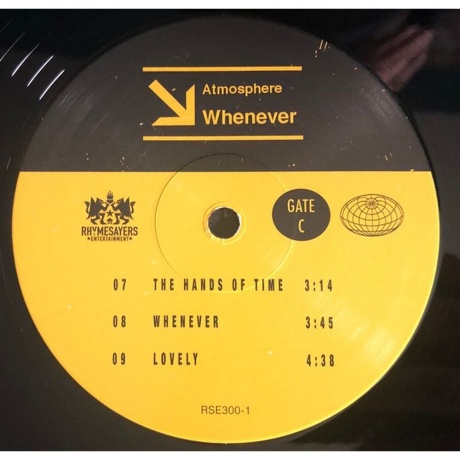 Atmosphere
Whenever
RHYMESAYERS
ENTERTAINMENT
GATE
C
07 THE HANDS OF TIME 3:14
08 WHENEVER 3:45
09 LOVELY 4:38
RSE300-1